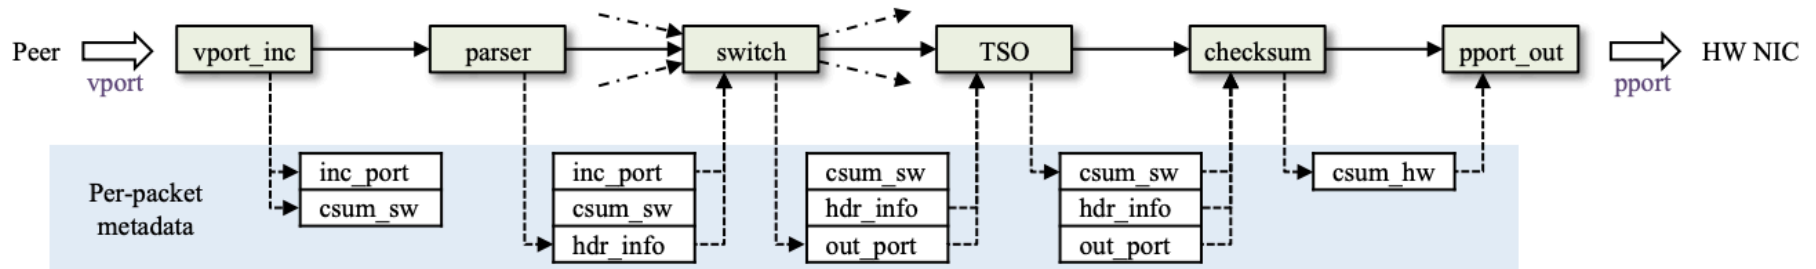 Peer
vport
vport_inc
parser
switch
TSO
checksum
pport_out
pport
HW NIC
Per-packet
metadata
inc_port
csum_sw
inc_port
csum_sw
hdr_info
csum_sw
hdr_info
out_port
csum_sw
hdr_info
out_port
csum_hw